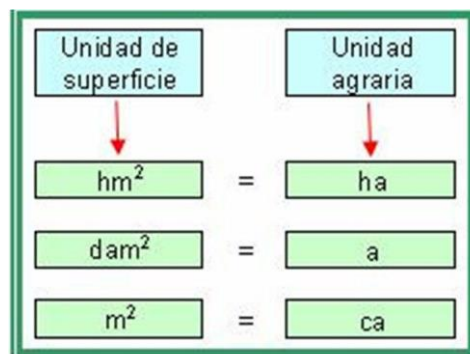 Unidad de
superficie
Unidad
agraria
hm² = ha
dam² = a
m² = ca